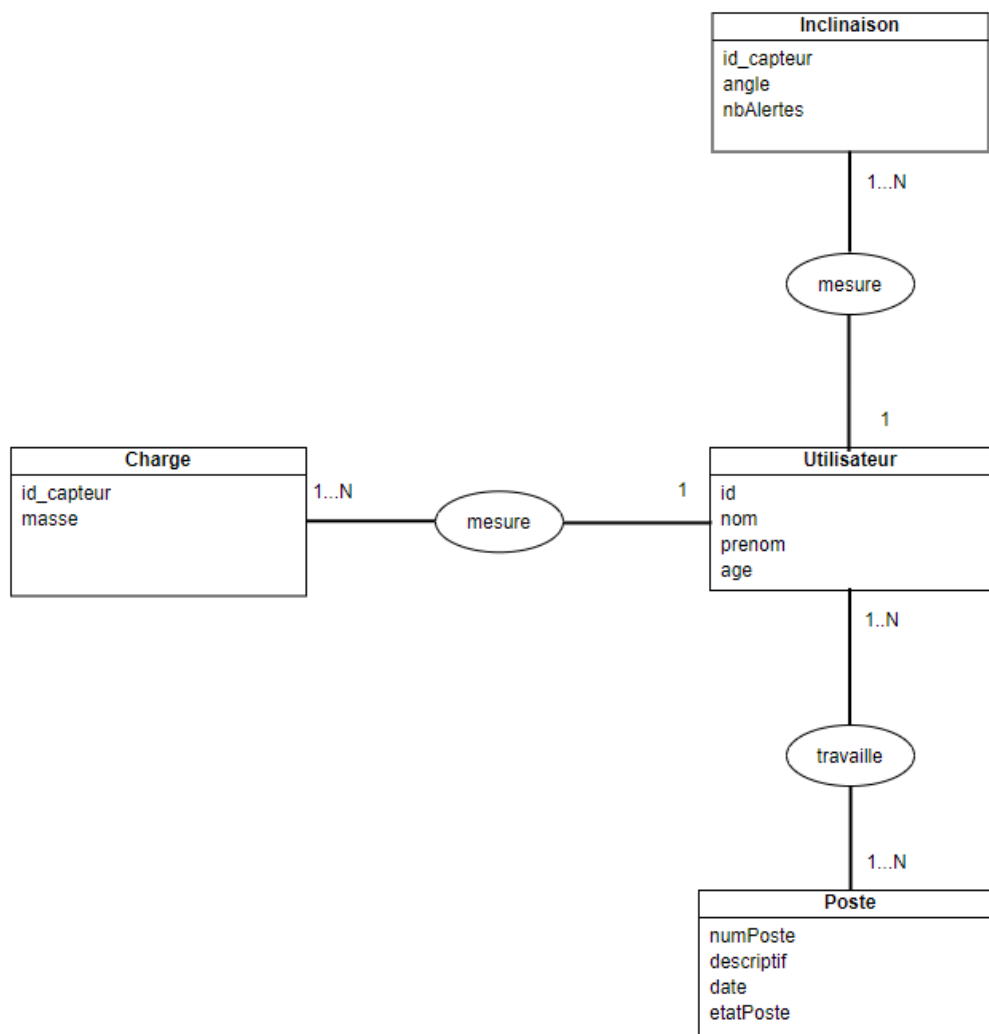 Inclinaison
id_capteur
angle
nbAlertes
1...N
mesure
1
Charge
id_capteur
masse
1...N
mesure
1
Utilisateur
id
nom
prenom
age
1..N
travaille
1...N
Poste
numPoste
descriptif
date
etatPoste